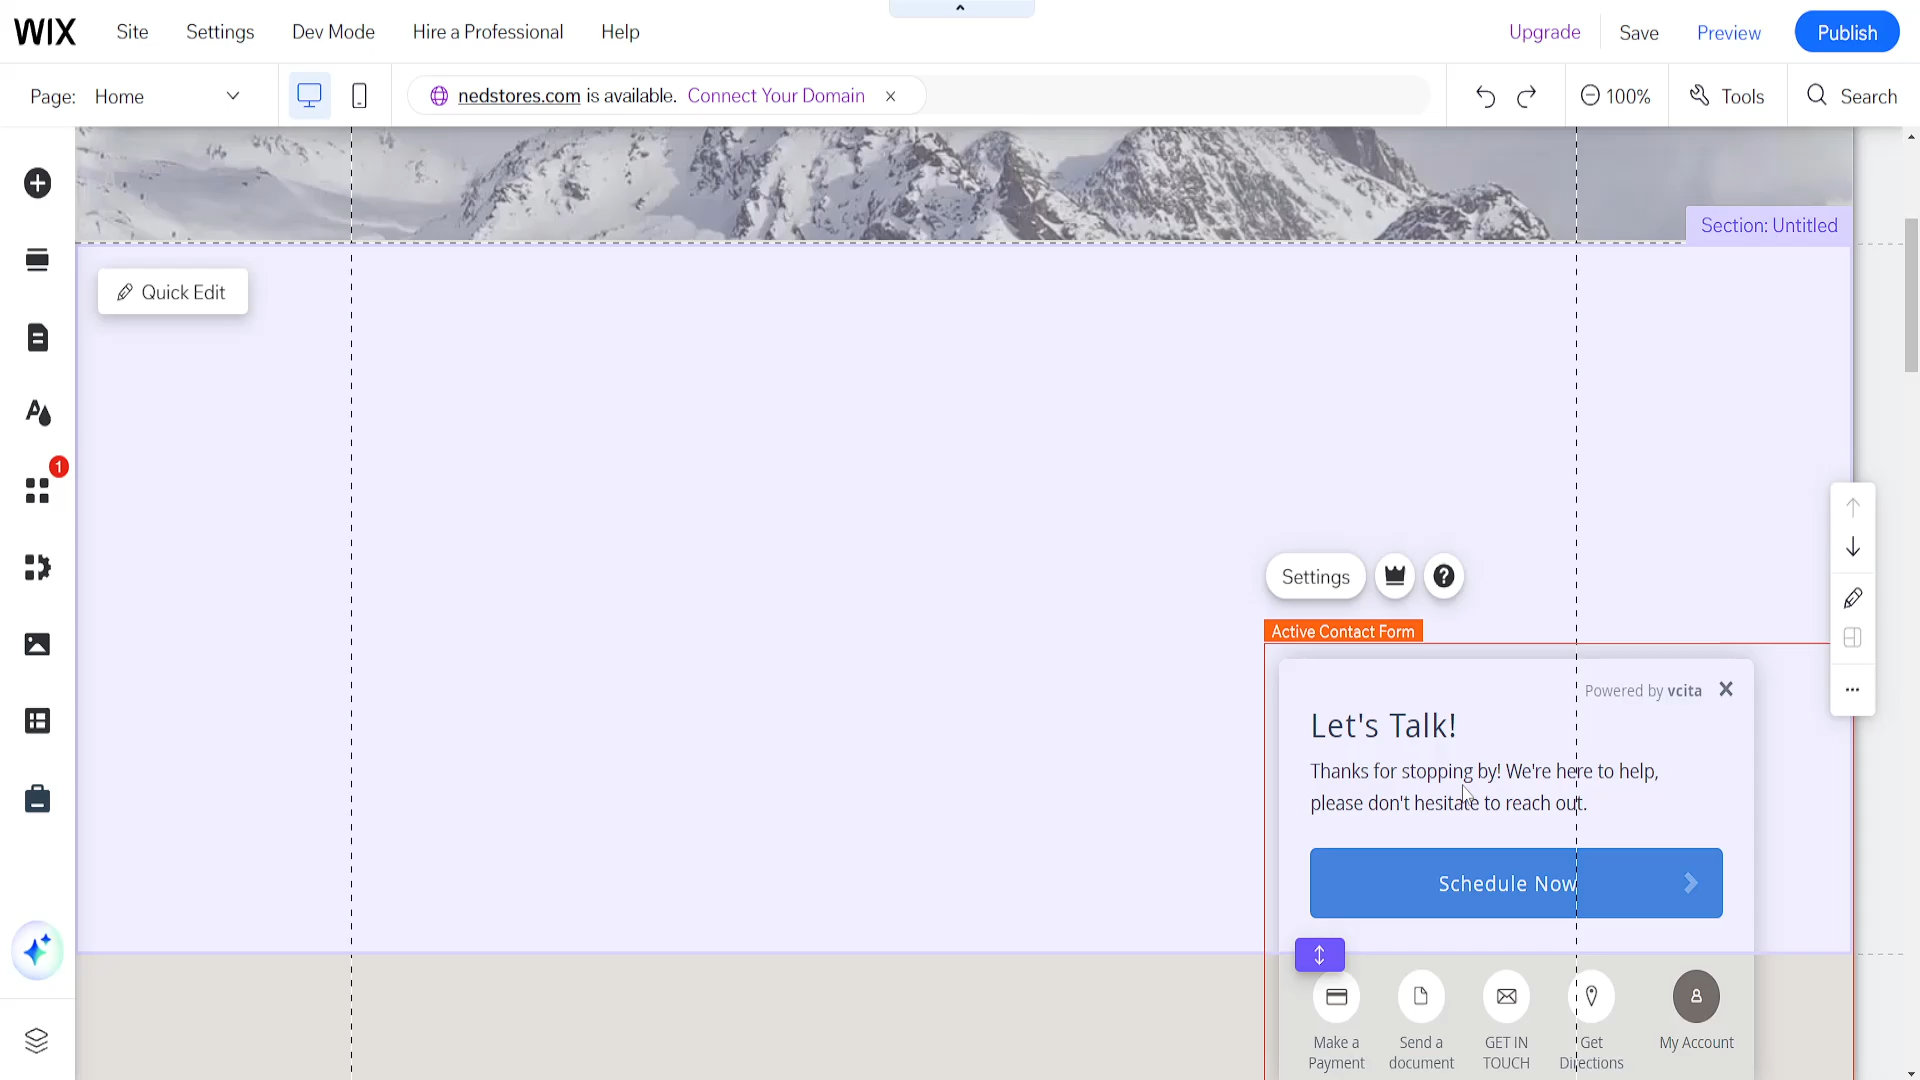 WIX Site Settings Dev Mode Hire a Professional Help Upgrade Save Preview Publish
Page: Home nedstores.com is available. Connect Your Domain 100% Tools Search
Section: Untitled
Quick Edit
1
Settings
Active Contact Form
Powered by vcita
Let's Talk!
Thanks for stopping by! We're here to help,
please don't hesitate to reach out.
Schedule Now
Make a Payment
Send a document
GET IN TOUCH
Get Directions
My Account